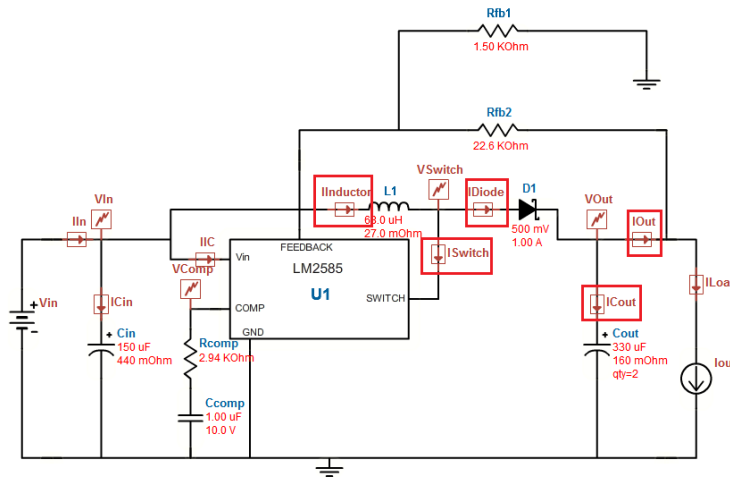 Rfb1
1.50 KOhm
Rfb2
22.6 KOhm
VSwitch
IInductor
L1
IDiode
D1
VOut
VIn
68.0 uH
27.0 mOhm
500 mV
1.00 A
IOut
IIn
IIC
FEEDBACK
Vin
LM2585
ISwitch
VComp
U1
ILoa
SWITCH
ICin
COMP
ICout
Vin
GND
Cin
150 uF
440 mOhm
Rcomp
2.94 KOhm
Cout
330 uF
160 mOhm
qty=2
Iou
Ccomp
1.00 uF
10.0 V